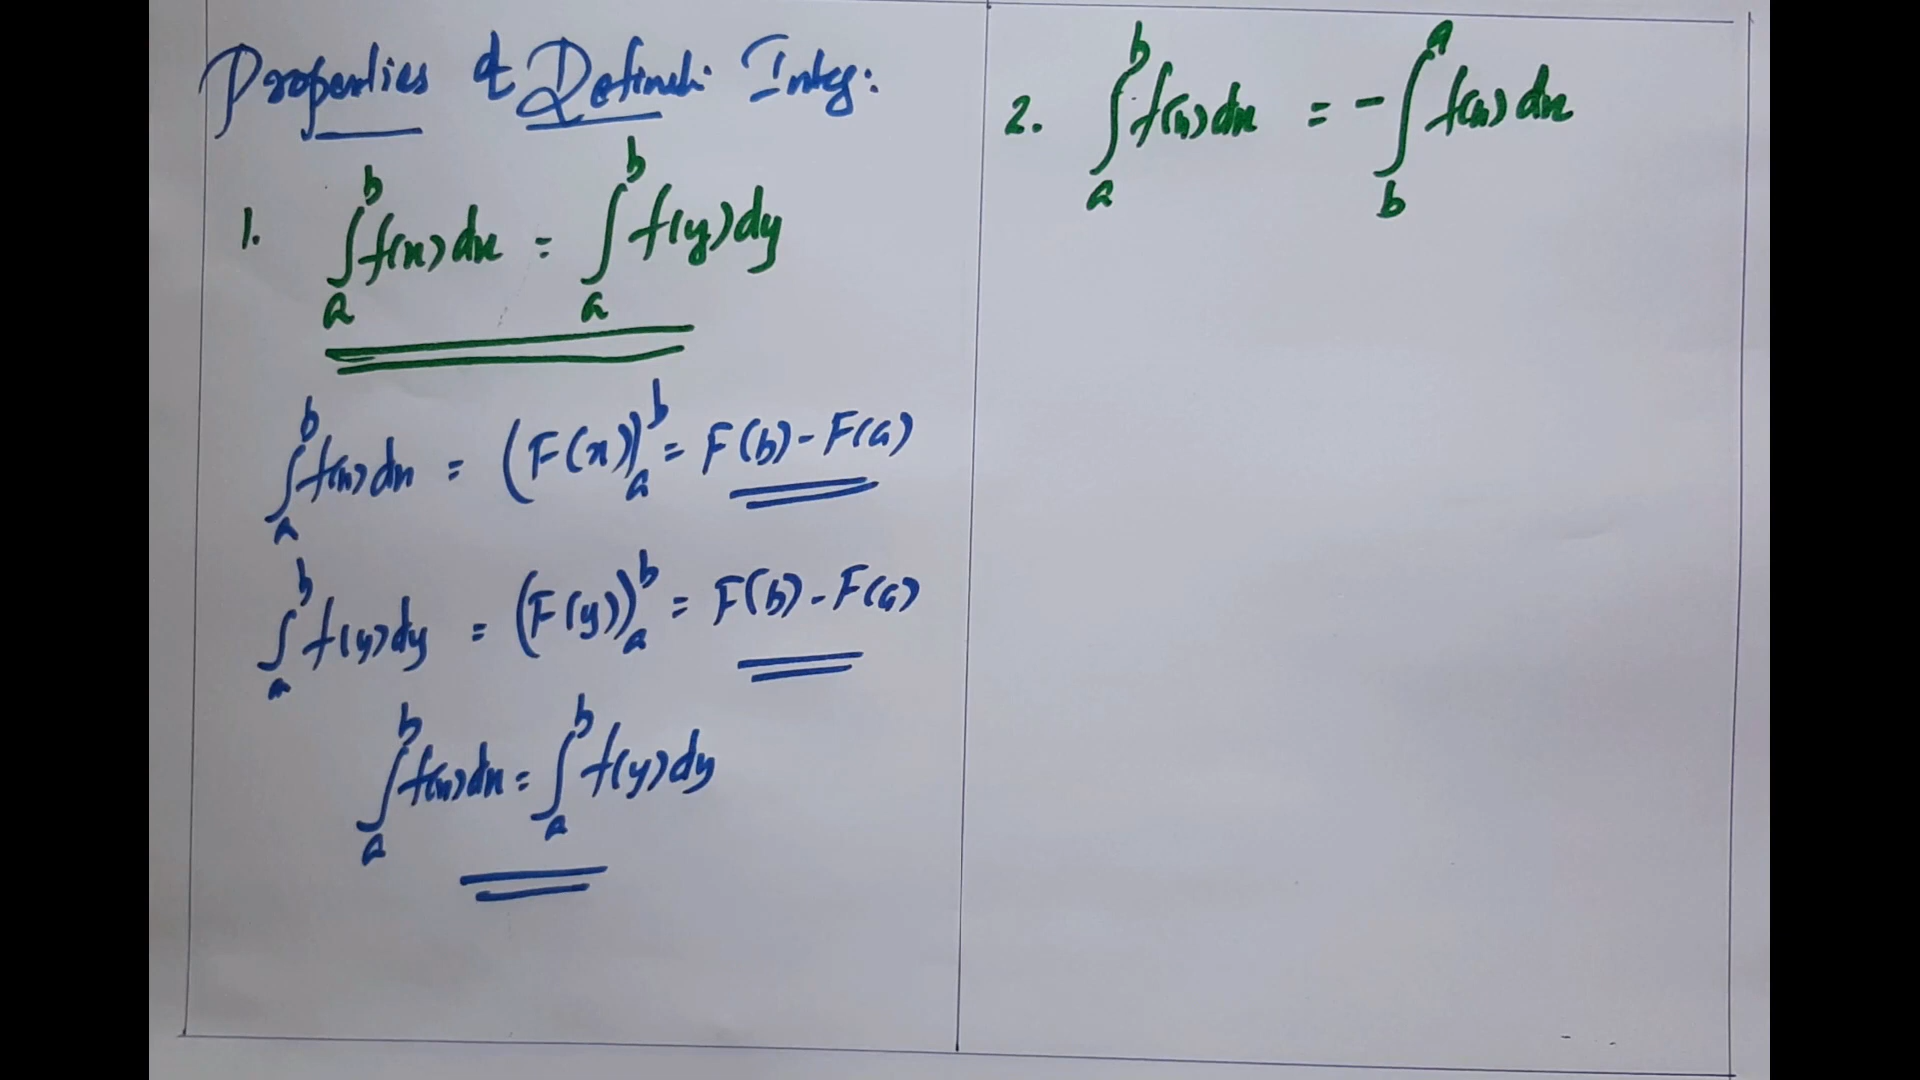 Properties of Definite Integ:
1. ∫_a^b f(x) dx = ∫_a^b f(y) dy
∫_a^b f(x) dx = (F(x))_a^b = F(b) - F(a)
∫_a^b f(y) dy = (F(y))_a^b = F(b) - F(a)
∫_a^b f(x) dx = ∫_a^b f(y) dy
2. ∫_a^b f(x) dx = -∫_b^a f(x) dx